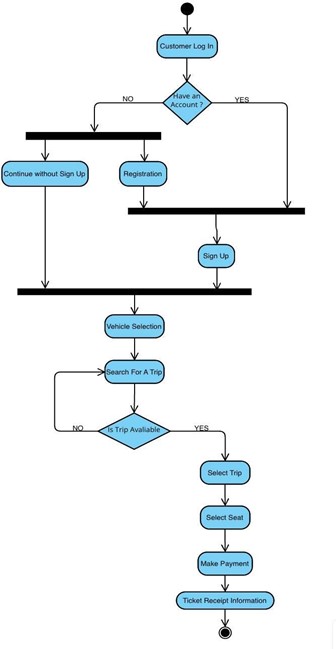 Customer Log In
Have an
Account ?
NO
YES
Continue without Sign Up
Registration
Sign Up
Vehicle Selection
Search For A Trip
Is Trip Avaliable
NO
YES
Select Trip
Select Seat
Make Payment
Ticket Receipt Information